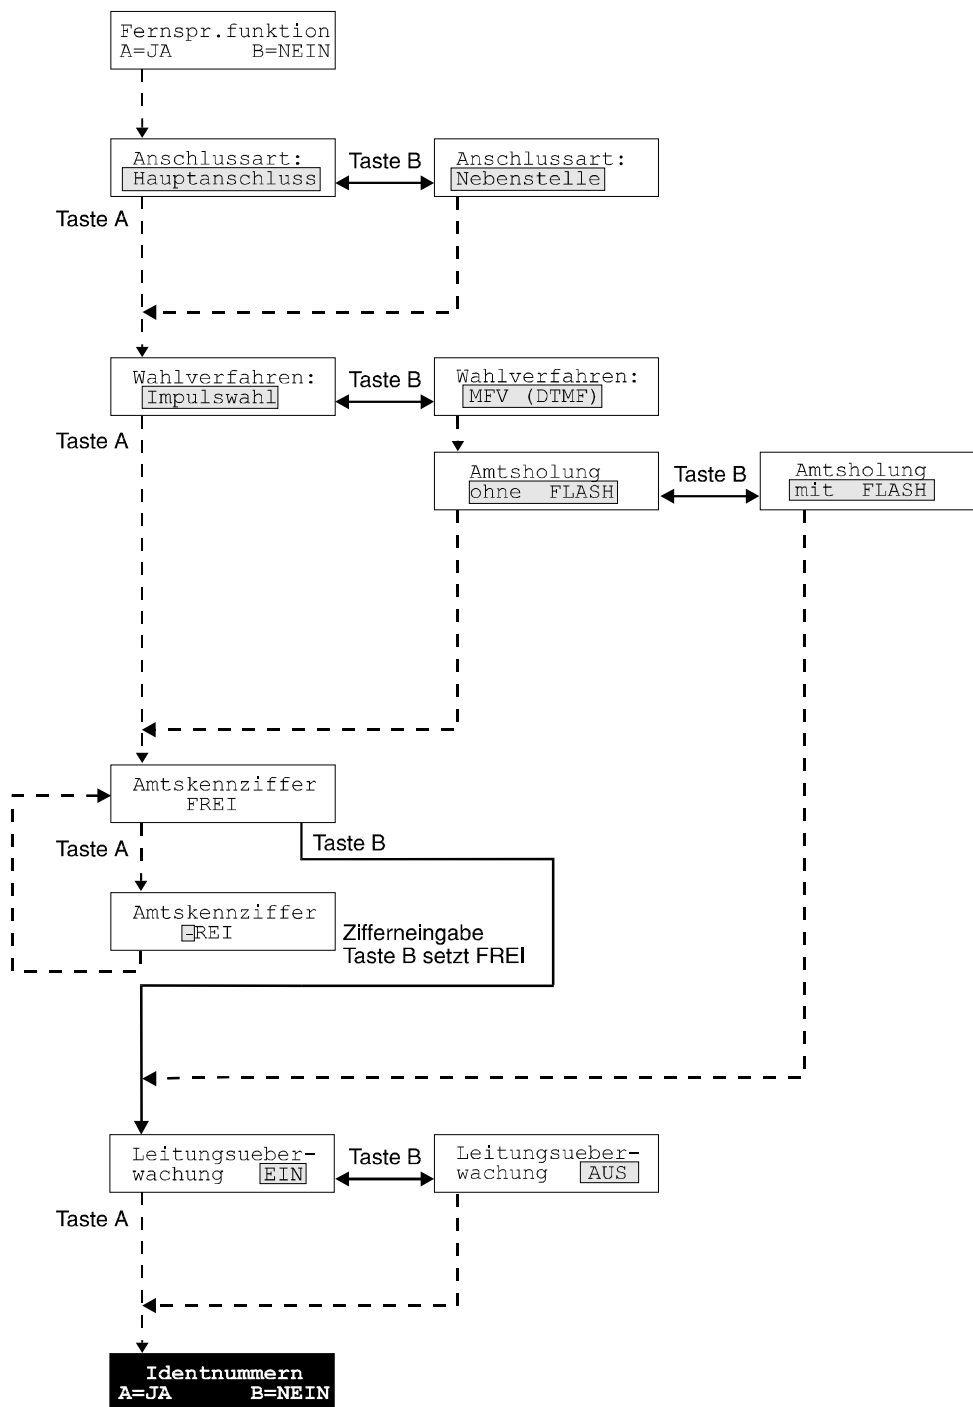 Fernspr.funktion
A=JA B=NEIN
Anschlussart:
Hauptanschluss
Taste B
Anschlussart:
Nebenstelle
Taste A
Wahlverfahren:
Impulswahl
Taste B
Wahlverfahren:
MFV (DTMF)
Taste A
Amtsholung
ohne FLASH
Taste B
Amtsholung
mit FLASH
Amtskennziffer
FREI
Taste A
Taste B
Amtskennziffer
-REI
Zifferneingabe
Taste B setzt FREI
Leitungsueber-
wachung EIN
Taste B
Leitungsueber-
wachung AUS
Taste A
Identnummern
A=JA B=NEIN